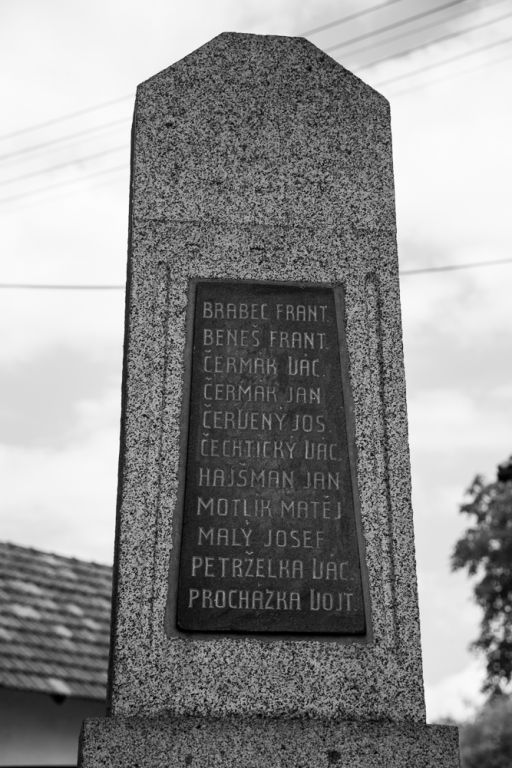 BRABEC FRANT.
BENEŠ FRANT.
ČERMÁK VÁC.
ČERMÁK JAN
ČERVENÝ JOS.
ČECHTICKÝ VÁC.
HAJŠMAN JAN
MOTLÍK MATĚJ
MALÝ JOSEF
PETRŽELKA VÁC.
PROCHÁZKA VOJT.